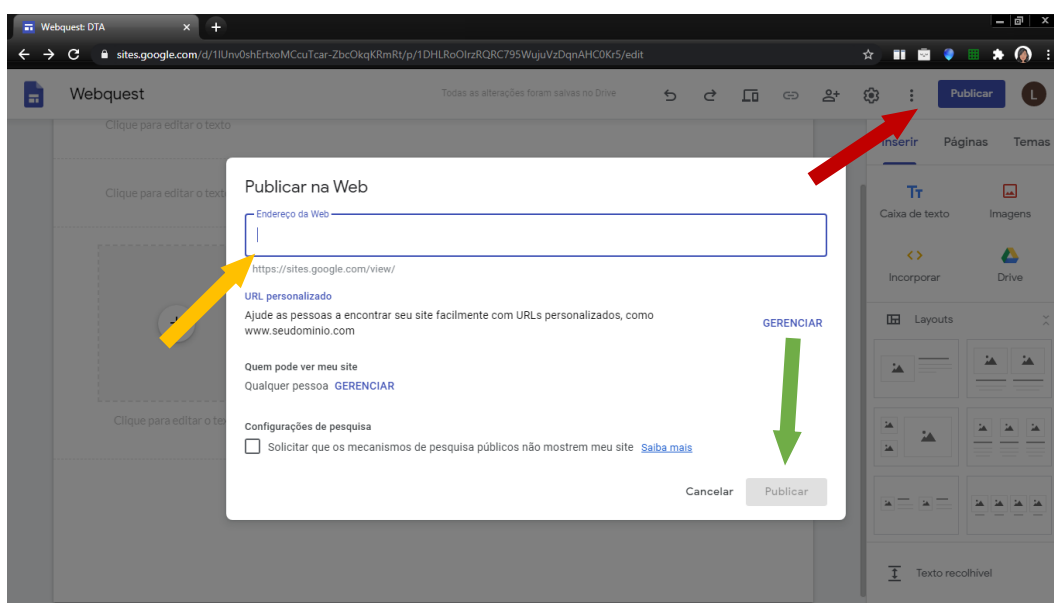 Webquest: DTA
sites.google.com/d/1IUnv0shErtxoMCcuTcar-ZbcOkqKRmRt/p/1DHLRoOIrzRQRC795WujuVzDqnAHC0Kr5/edit
Webquest
Todas as alterações foram salvas no Drive
Publicar
L
Clique para editar o texto
Inserir Páginas Temas
Clique para editar o text
Publicar na Web
Endereço da Web
https://sites.google.com/view/
URL personalizado
Ajude as pessoas a encontrar seu site facilmente com URLs personalizados, como
www.seudominio.com
GERENCIAR
Quem pode ver meu site
Qualquer pessoa GERENCIAR
Configurações de pesquisa
Solicitar que os mecanismos de pesquisa públicos não mostrem meu site Saiba mais
Cancelar Publicar
Clique para editar o te
Tт
Caixa de texto
Imagens
Incorporar
Drive
Layouts
Texto recolhível